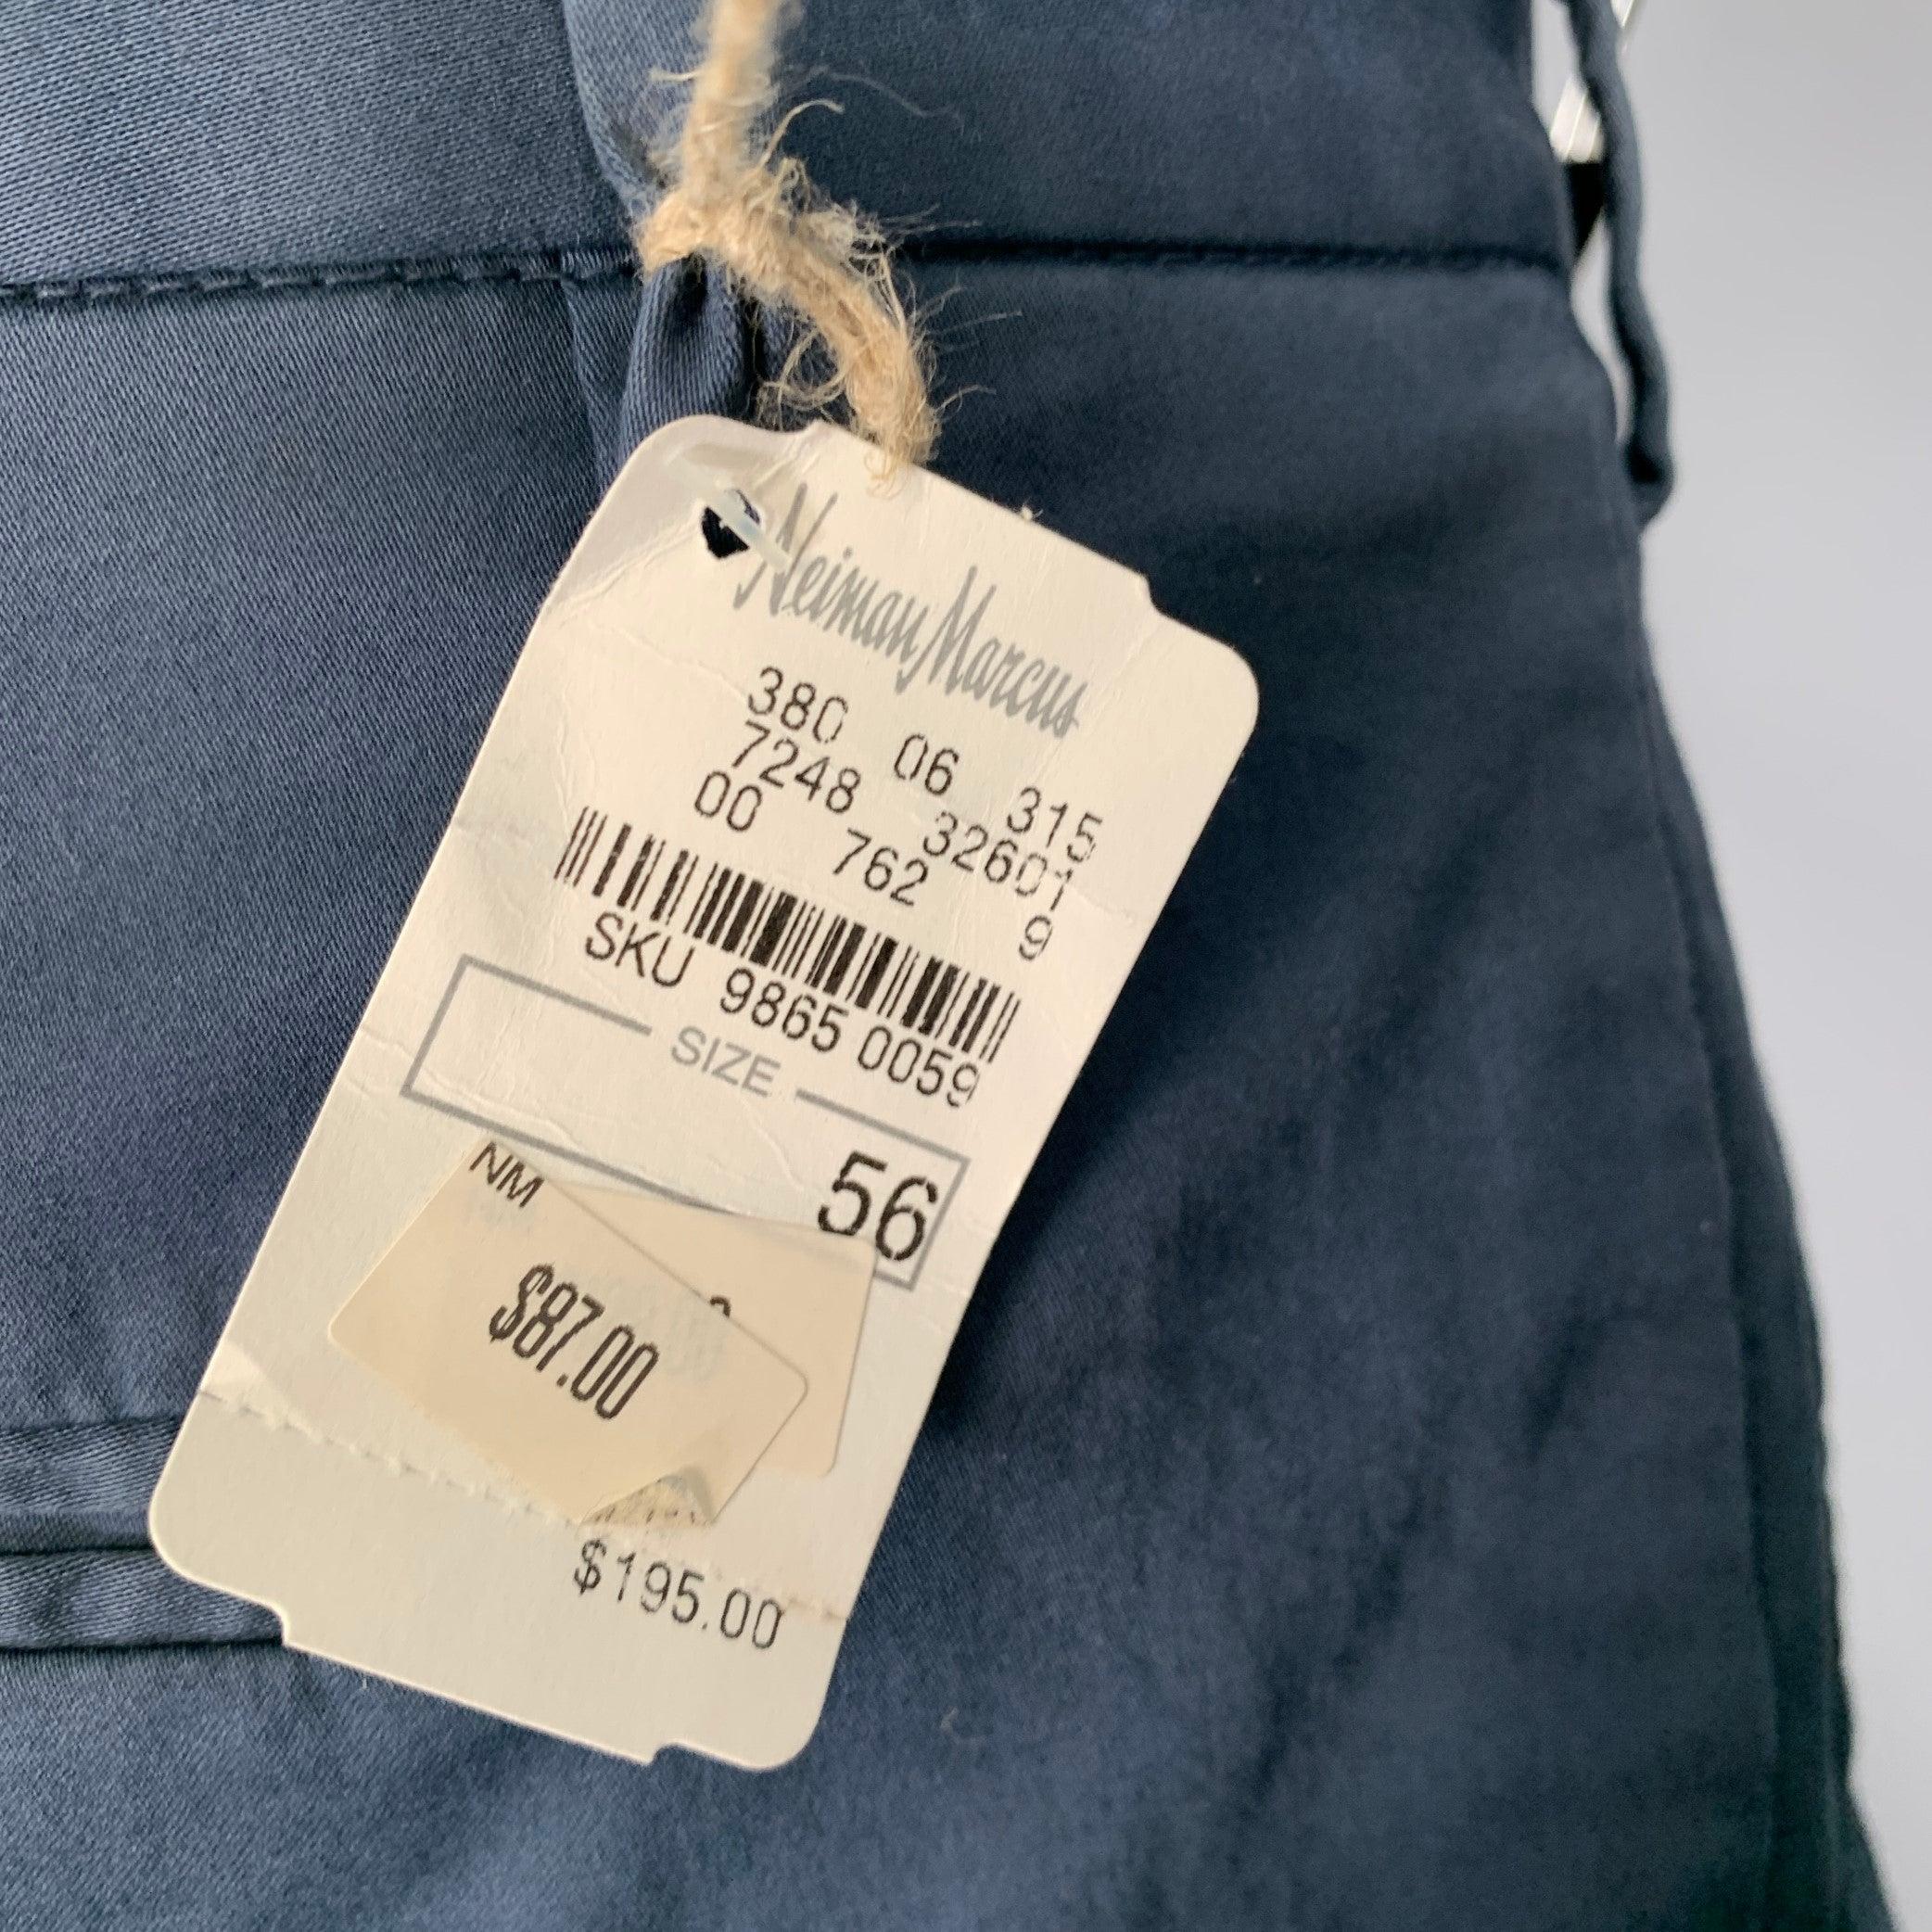 Neiman Marcus
380 06 315
7248 32601
00 762 9
SKU 9865 0059
SIZE
56
NM
$87.00
$195.00